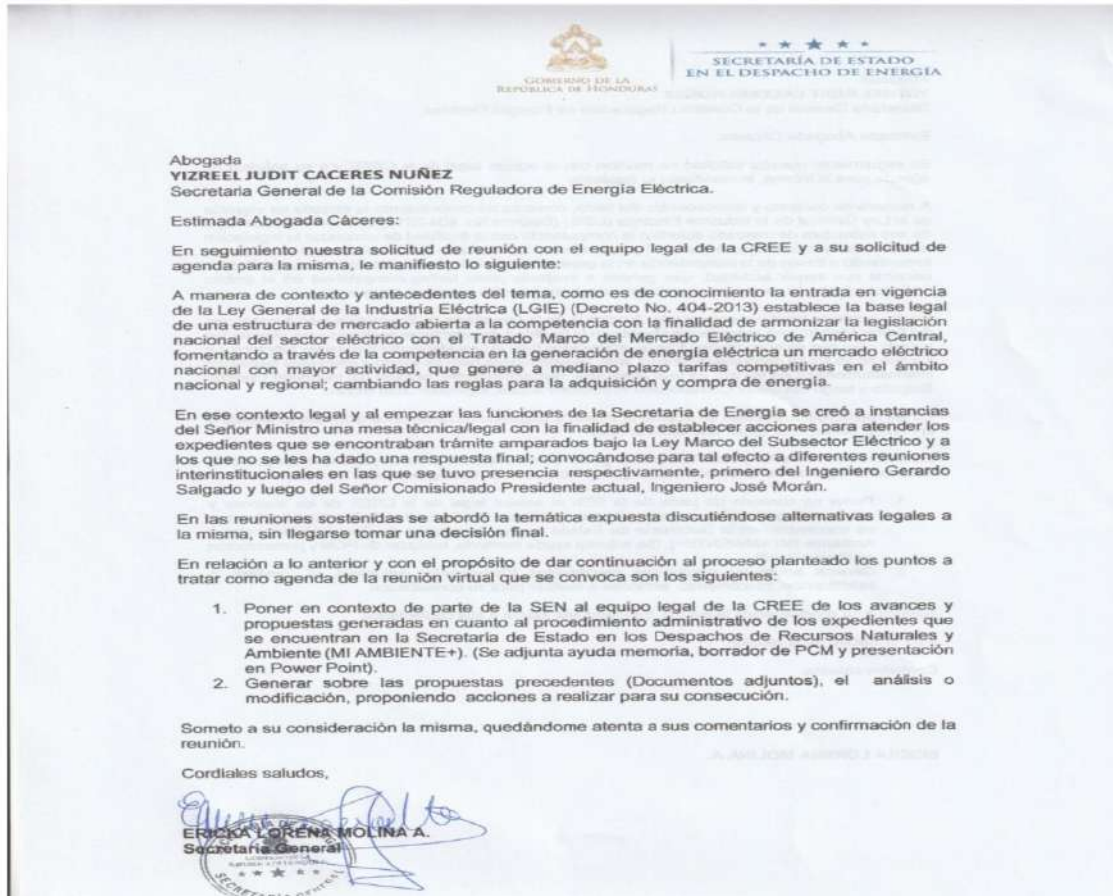 GOBIERNO DE LA
REPÚBLICA DE HONDURAS
SECRETARÍA DE ESTADO
EN EL DESPACHO DE ENERGÍA
Abogada
YIZREEL JUDIT CACERES NUÑEZ
Secretaria General de la Comisión Reguladora de Energía Eléctrica.
Estimada Abogada Cáceres:
En seguimiento nuestra solicitud de reunión con el equipo legal de la CREE y a su solicitud de
agenda para la misma, le manifiesto lo siguiente:
A manera de contexto y antecedentes del tema, como es de conocimiento la entrada en vigencia
de la Ley General de la Industria Eléctrica (LGIE) (Decreto No. 404-2013) establece la base legal
de una estructura de mercado abierta a la competencia con la finalidad de armonizar la legislación
nacional del sector eléctrico con el Tratado Marco del Mercado Eléctrico de América Central,
fomentando a través de la competencia en la generación de energía eléctrica un mercado eléctrico
nacional con mayor actividad, que genere a mediano plazo tarifas competitivas en el ámbito
nacional y regional; cambiando las reglas para la adquisición y compra de energía.
En ese contexto legal y al empezar las funciones de la Secretaria de Energía se creó a instancias
del Señor Ministro una mesa técnica/legal con la finalidad de establecer acciones para atender los
expedientes que se encontraban trámite amparados bajo la Ley Marco del Subsector Eléctrico y a
los que no se les ha dado una respuesta final; convocándose para tal efecto a diferentes reuniones
interinstitucionales en las que se tuvo presencia respectivamente, primero del Ingeniero Gerardo
Salgado y luego del Señor Comisionado Presidente actual, Ingeniero José Morán.
En las reuniones sostenidas se abordó la temática expuesta discutiéndose alternativas legales a
la misma, sin llegarse tomar una decisión final.
En relación a lo anterior y con el propósito de dar continuación al proceso planteado los puntos a
tratar como agenda de la reunión virtual que se convoca son los siguientes:
1. Poner en contexto de parte de la SEN al equipo legal de la CREE de los avances y
propuestas generadas en cuanto al procedimiento administrativo de los expedientes que
se encuentran en la Secretaria de Estado en los Despachos de Recursos Naturales y
Ambiente (MI AMBIENTE+). (Se adjunta ayuda memoria, borrador de PCM y presentación
en Power Point).
2. Generar sobre las propuestas precedentes (Documentos adjuntos), el análisis o
modificación, proponiendo acciones a realizar para su consecución.
Someto a su consideración la misma, quedándome atenta a sus comentarios y confirmación de la
reunión.
Cordiales saludos,
ERICKA LORENA MOLINA A.
Secretaria General